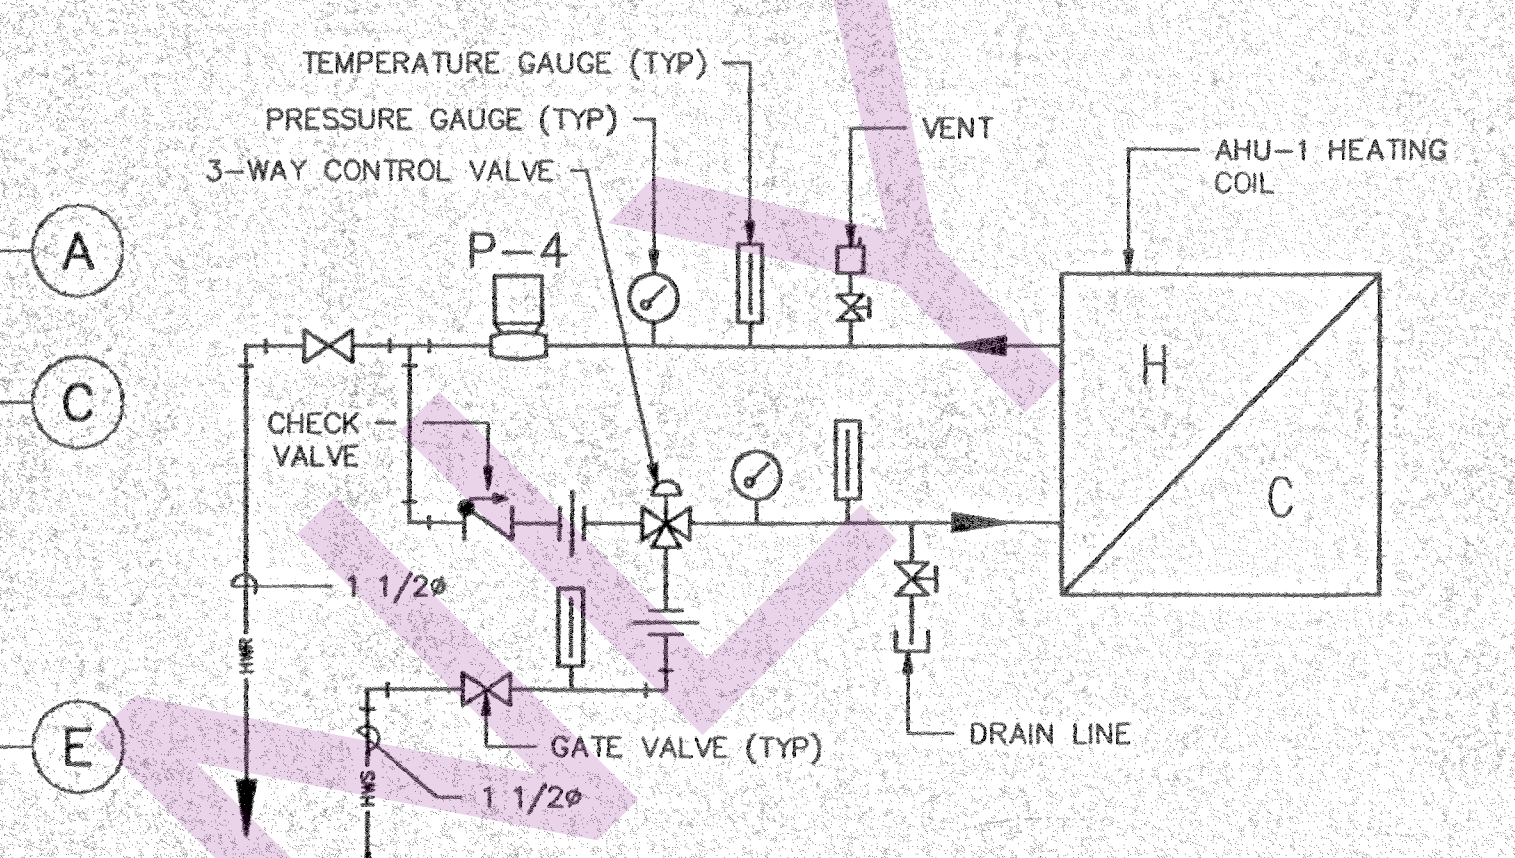 TEMPERATURE GAUGE (TYP)
PRESSURE GAUGE (TYP)
VENT
3-WAY CONTROL VALVE
AHU-1 HEATING
COIL
A
P-4
H
C
CHECK
VALVE
C
1 1/2ø
HWR
E
DRAIN LINE
GATE VALVE (TYP)
HWS
1 1/2ø